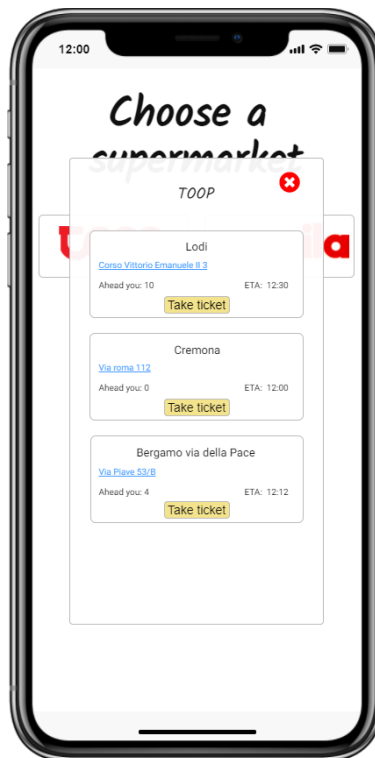 12:00
Choose a
supermarket
TOOP
Lodi
Corso Vittorio Emanuele II 3
Ahead you: 10 ETA: 12:30
Take ticket
Cremona
Via roma 112
Ahead you: 0 ETA: 12:00
Take ticket
Bergamo via della Pace
Via Piave 53/B
Ahead you: 4 ETA: 12:12
Take ticket